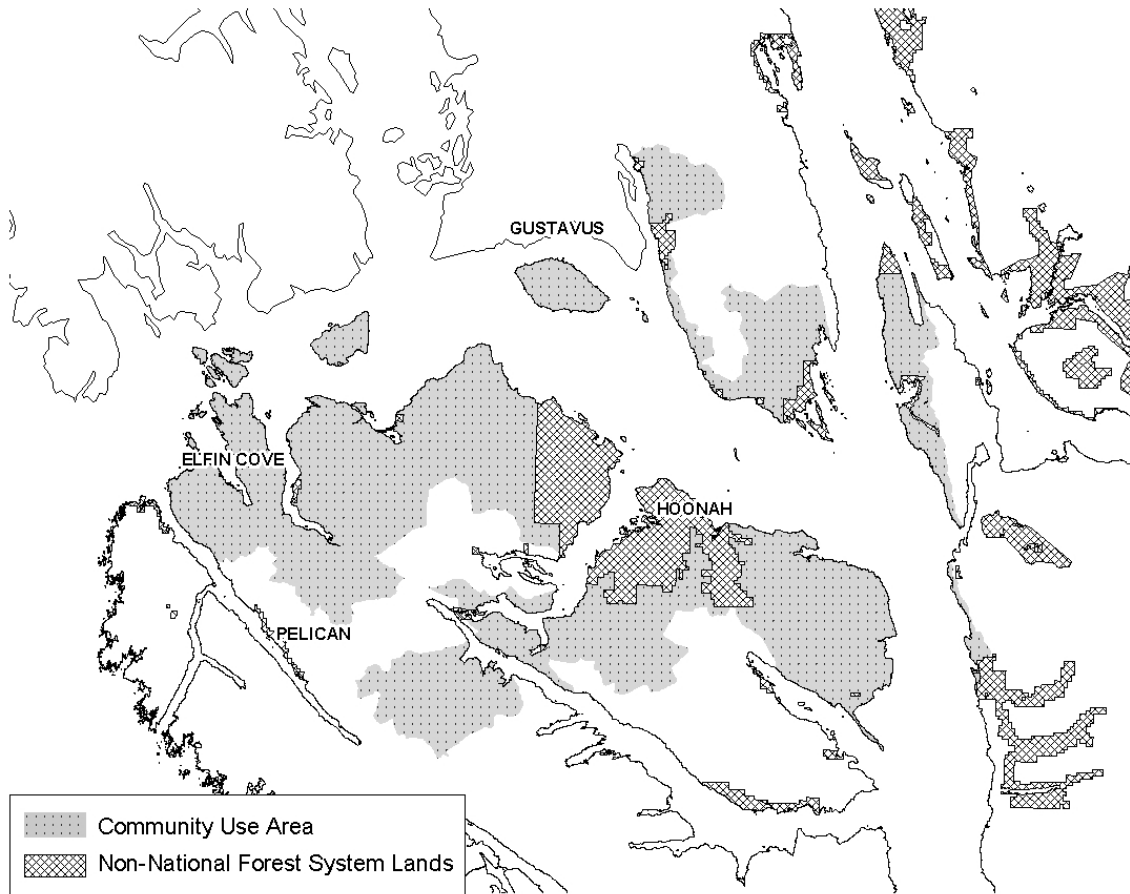 GUSTAVUS
ELFIN COVE
HOONAH
PELICAN
Community Use Area
Non-National Forest System Lands